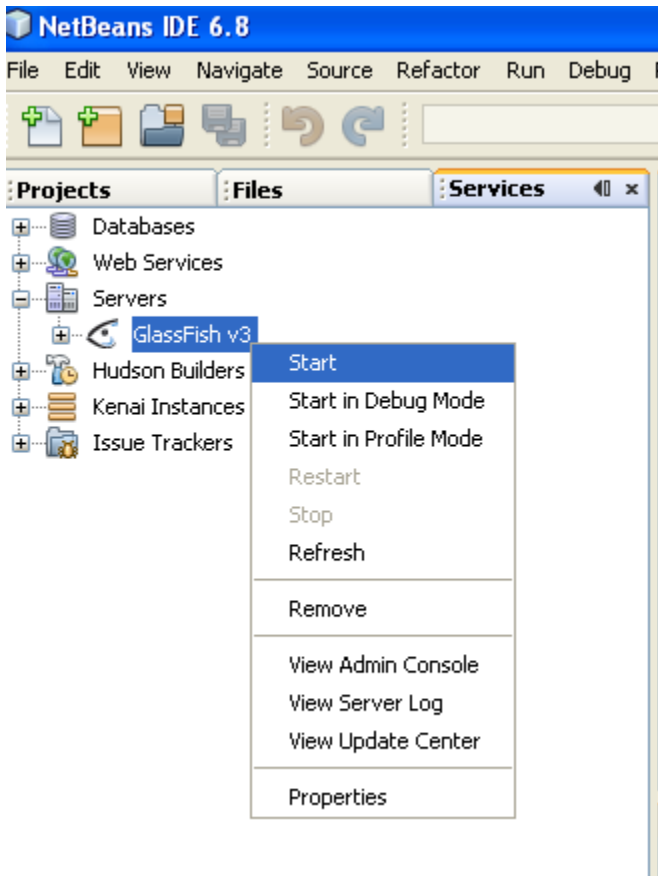 NetBeans IDE 6.8
File Edit View Navigate Source Refactor Run Debug
Projects Files Services
Databases
Web Services
Servers
GlassFish v3
Hudson Builders
Kenai Instances
Issue Trackers
Start
Start in Debug Mode
Start in Profile Mode
Restart
Stop
Refresh
Remove
View Admin Console
View Server Log
View Update Center
Properties